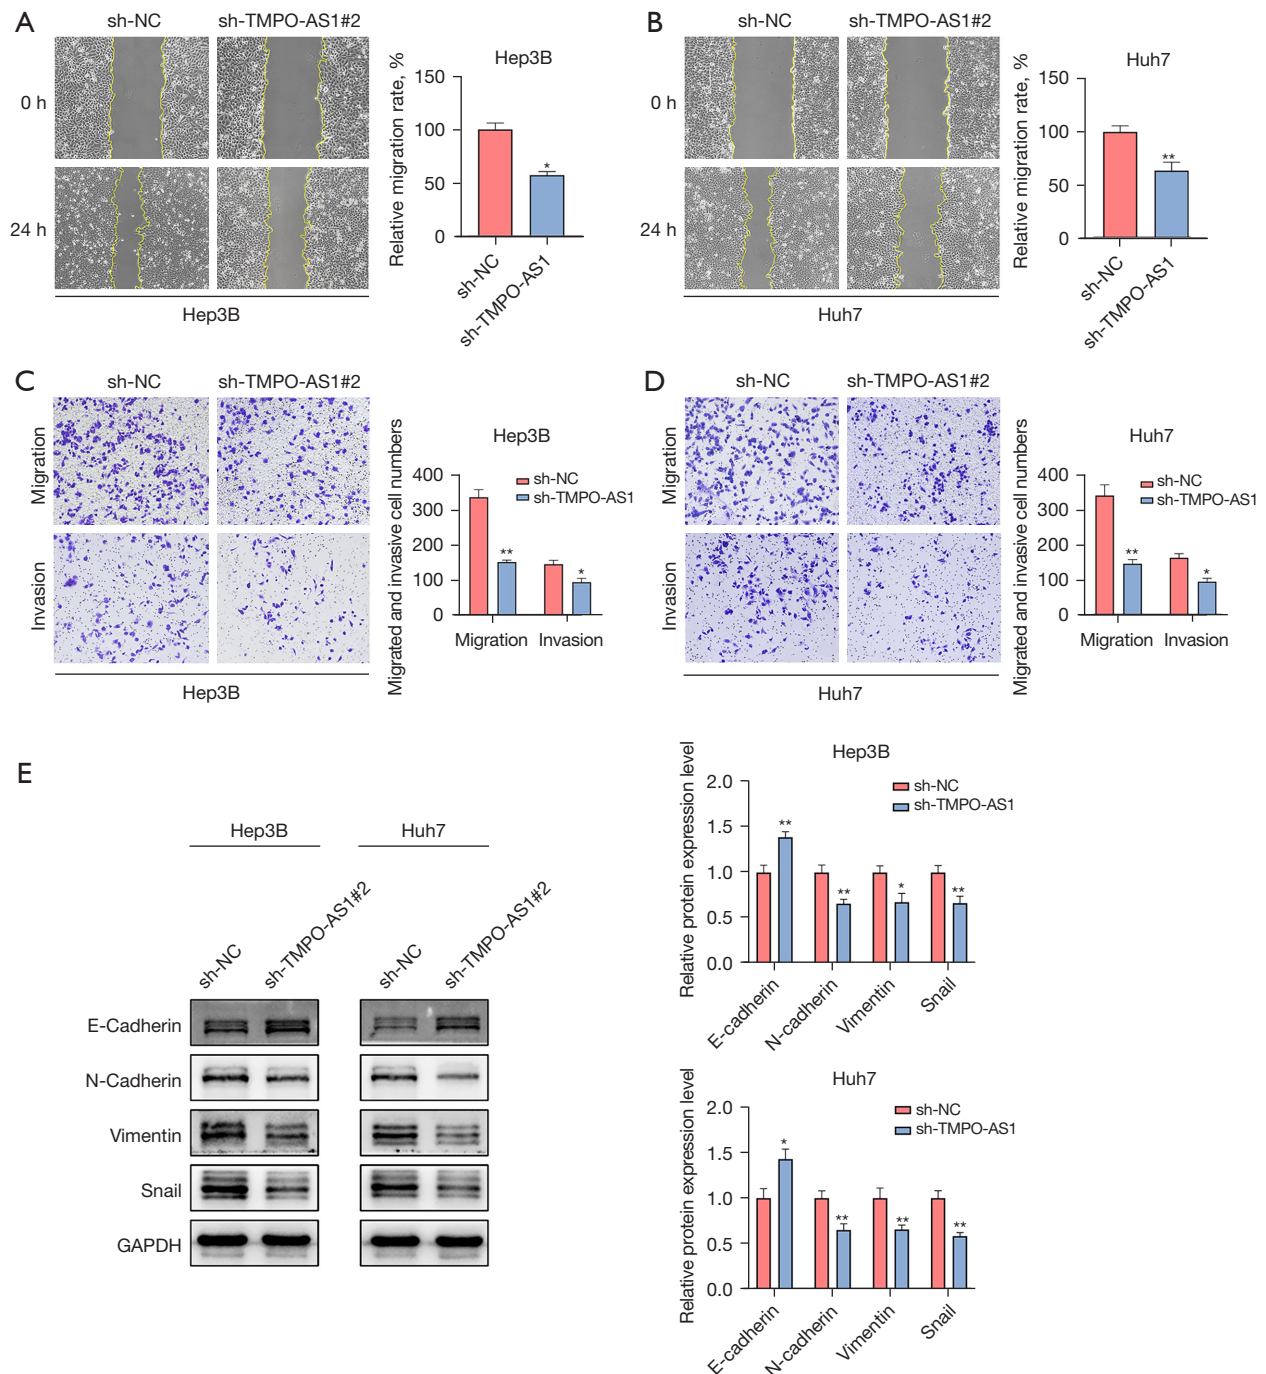 A
sh-NC
sh-TMPO-AS1#2
0 h
24 h
Hep3B
Hep3B
Relative migration rate, %
150
100
50
0
*
sh-NC
sh-TMPO-AS1
B
sh-NC
sh-TMPO-AS1#2
0 h
24 h
Huh7
Huh7
Relative migration rate, %
150
100
50
0
**
sh-NC
sh-TMPO-AS1
C
sh-NC
sh-TMPO-AS1#2
Migration
Invasion
Hep3B
Hep3B
Migrated and invasive cell numbers
400
300
200
100
0
sh-NC
sh-TMPO-AS1
**
*
Migration
Invasion
D
sh-NC
sh-TMPO-AS1#2
Migration
Invasion
Huh7
Huh7
Migrated and invasive cell numbers
400
300
200
100
0
sh-NC
sh-TMPO-AS1
**
*
Migration
Invasion
E
Hep3B
Huh7
sh-NC
sh-TMPO-AS1#2
sh-NC
sh-TMPO-AS1#2
E-Cadherin
N-Cadherin
Vimentin
Snail
GAPDH
Hep3B
Relative protein expression level
2.0
1.5
1.0
0.5
0.0
sh-NC
sh-TMPO-AS1
**
**
*
**
E-cadherin
N-cadherin
Vimentin
Snail
Huh7
Relative protein expression level
2.0
1.5
1.0
0.5
0.0
sh-NC
sh-TMPO-AS1
*
**
**
**
E-cadherin
N-cadherin
Vimentin
Snail